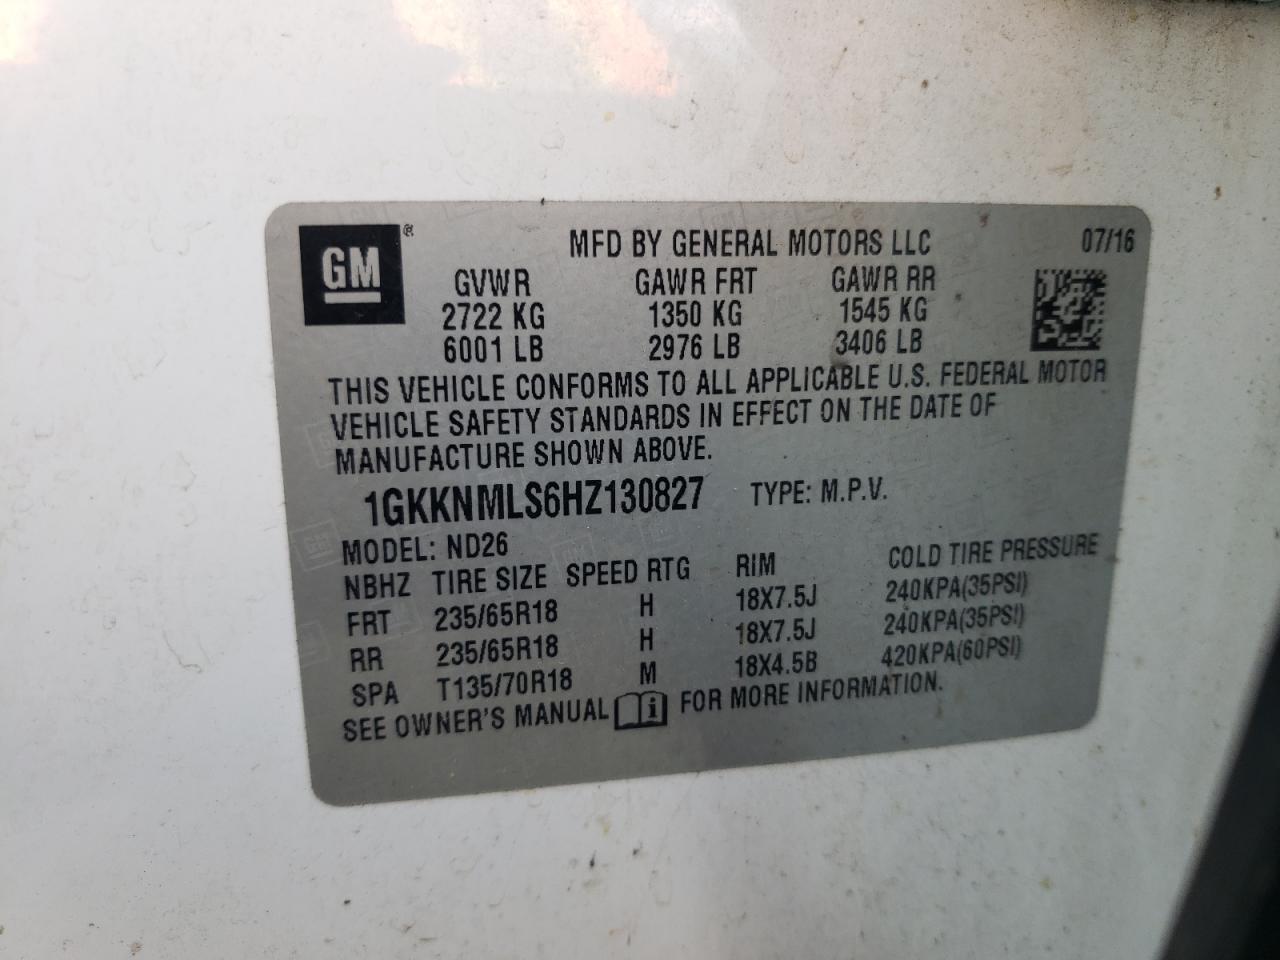 GM®
MFD BY GENERAL MOTORS LLC 07/16
GVWR GAWR FRT GAWR RR
2722 KG 1350 KG 1545 KG
6001 LB 2976 LB 3406 LB
THIS VEHICLE CONFORMS TO ALL APPLICABLE U.S. FEDERAL MOTOR
VEHICLE SAFETY STANDARDS IN EFFECT ON THE DATE OF
MANUFACTURE SHOWN ABOVE.
1GKKNMLS6HZ130827 TYPE: M.P.V.
MODEL: ND26
NBHZ TIRE SIZE SPEED RTG RIM COLD TIRE PRESSURE
FRT 235/65R18 H 18X7.5J 240KPA(35PSI)
RR 235/65R18 H 18X7.5J 240KPA(35PSI)
SPA T135/70R18 M 18X4.5B 420KPA(60PSI)
SEE OWNER'S MANUAL i FOR MORE INFORMATION.